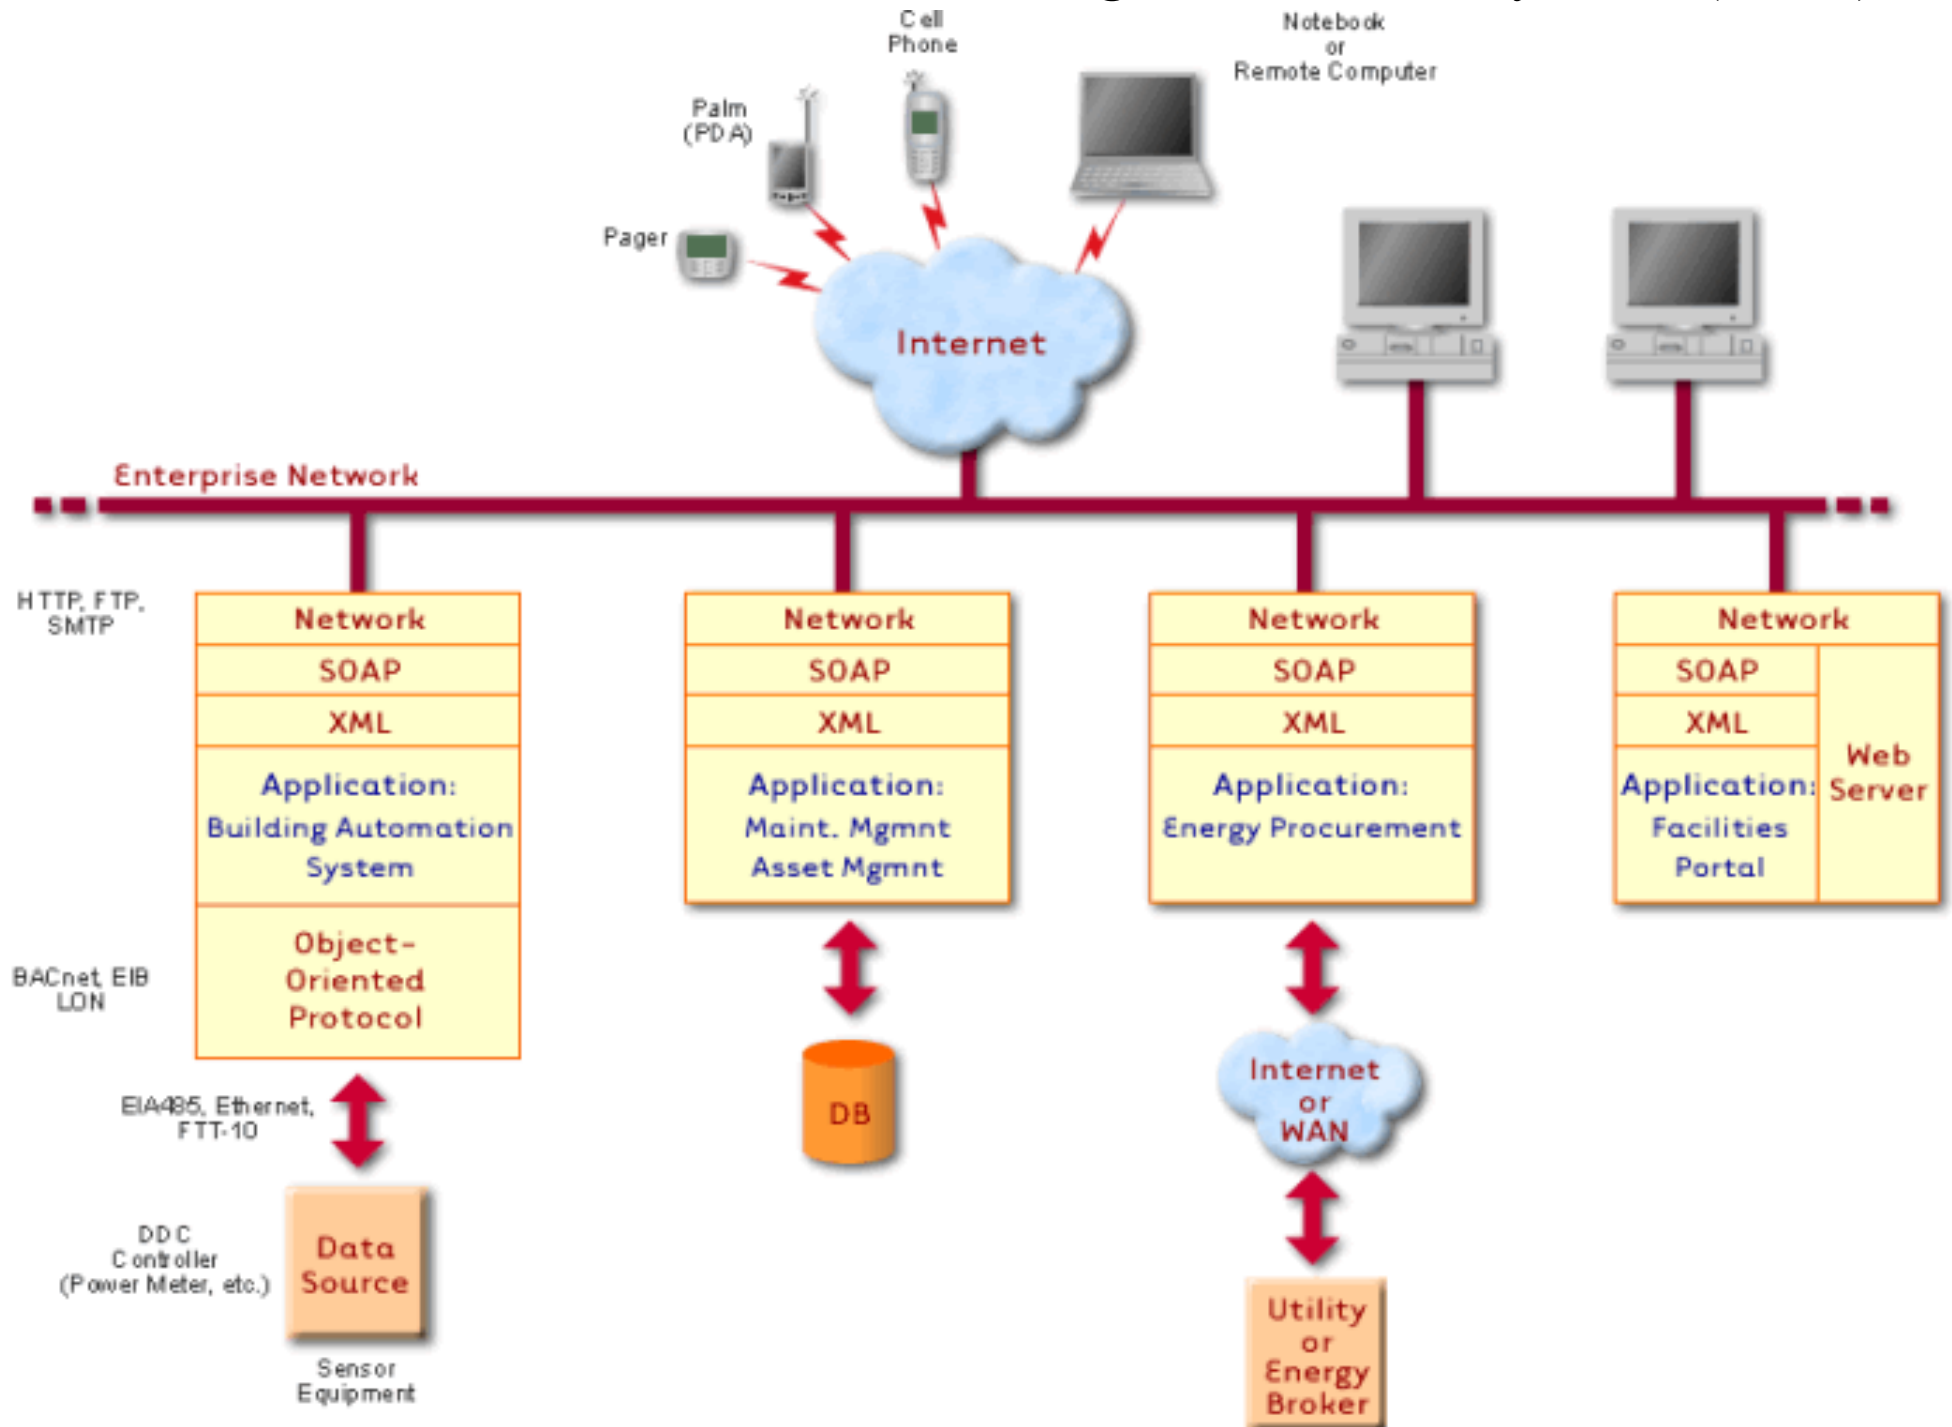 Cell
Phone
Notebook
or
Remote Computer
Palm
(PDA)
Pager
Internet
Enterprise Network
HTTP, FTP,
SMTP
Network
SOAP
XML
Application:
Building Automation
System
Object-
Oriented
Protocol
BACnet, EIB
LON
EIA485, Ethernet,
FTT-10
DDC
Controller
(Power Meter, etc.)
Data
Source
Sensor
Equipment
Network
SOAP
XML
Application:
Maint. Mgmnt
Asset Mgmnt
DB
Network
SOAP
XML
Application:
Energy Procurement
Internet
or
WAN
Utility
or
Energy
Broker
Network
SOAP
XML
Application:
Facilities
Portal
Web
Server